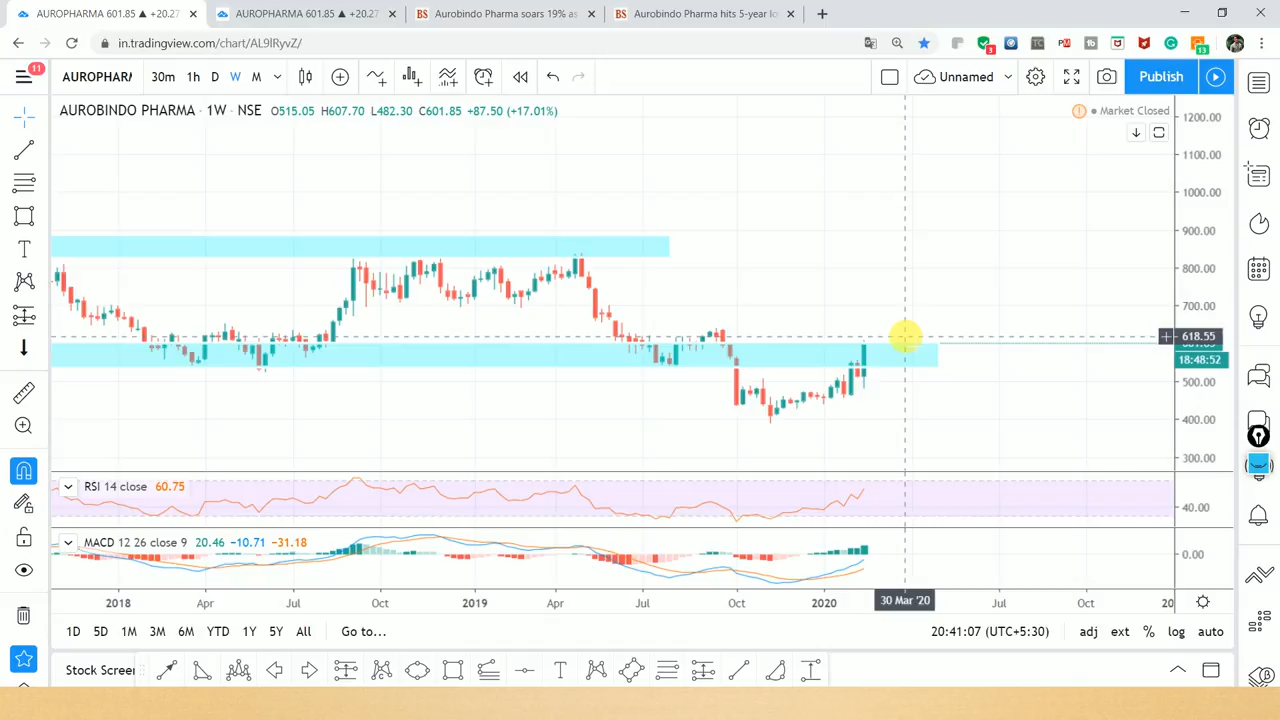 AUROPHARMA 601.85 ▲ +20.27
AUROPHARMA 601.85 ▲ +20.27
Aurobindo Pharma soars 19% as
Aurobindo Pharma hits 5-year lo
in.tradingview.com/chart/AL9lRyvZ/
11
AUROPHARM
30m 1h D W M
Unnamed
Publish
AUROBINDO PHARMA · 1W · NSE O515.05 H607.70 L482.30 C601.85 +87.50 (+17.01%)
Market Closed
1200.00
1100.00
1000.00
900.00
800.00
700.00
618.55
18:48:52
500.00
400.00
300.00
RSI 14 close 60.75
40.00
MACD 12 26 close 9 20.46 −10.71 −31.18
0.00
2018 Apr Jul Oct 2019 Apr Jul Oct 2020 30 Mar '20 Jul Oct 20
1D 5D 1M 3M 6M YTD 1Y 5Y All Go to...
20:41:07 (UTC+5:30) adj ext % log auto
Stock Screen